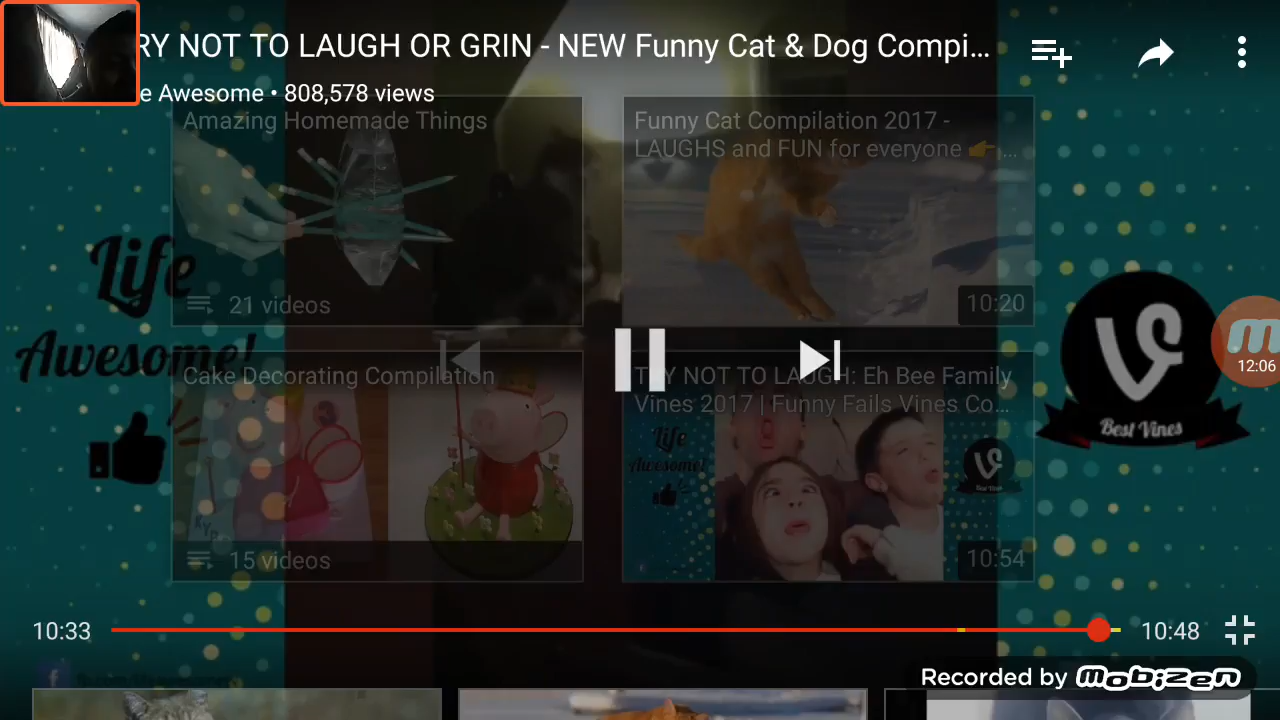 RY NOT TO LAUGH OR GRIN - NEW Funny Cat & Dog Compi...
e Awesome • 808,578 views
Amazing Homemade Things
21 videos
Funny Cat Compilation 2017 -
LAUGHS and FUN for everyone 👉...
10:20
Life
Awesome!
Best Vines
12:06
Cake Decorating Compilation
15 videos
TRY NOT TO LAUGH: Eh Bee Family
Vines 2017 | Funny Fails Vines Co...
Life
Awesome!
10:54
10:33
10:48
Recorded by mobizen